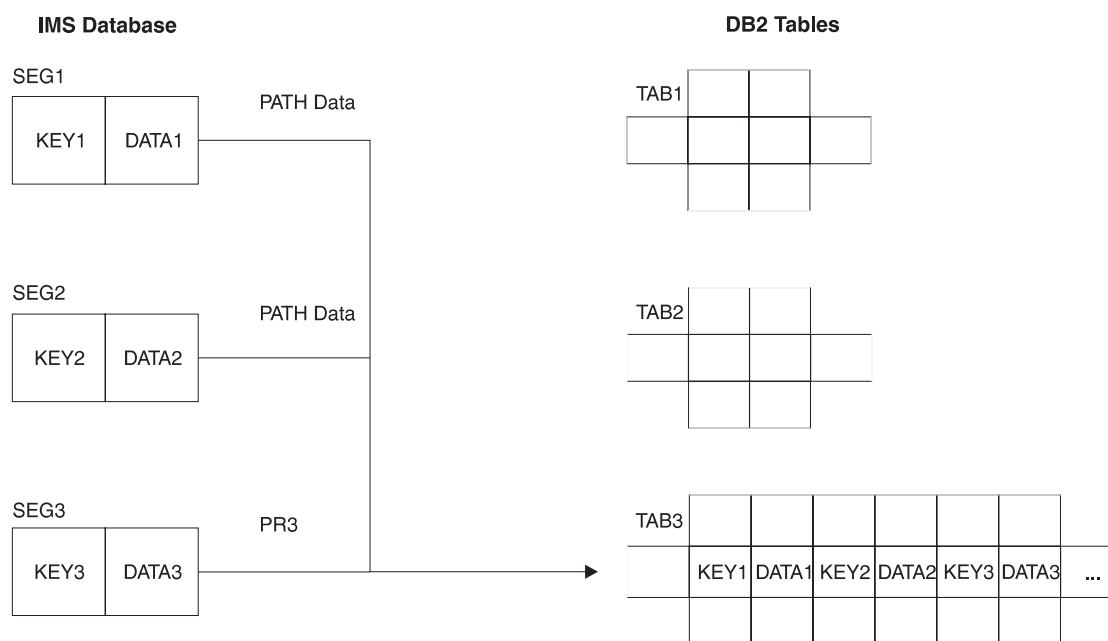 IMS Database
DB2 Tables
SEG1
KEY1 DATA1
PATH Data
TAB1
SEG2
KEY2 DATA2
PATH Data
TAB2
SEG3
KEY3 DATA3
PR3
TAB3
KEY1 DATA1 KEY2 DATA2 KEY3 DATA3 ...